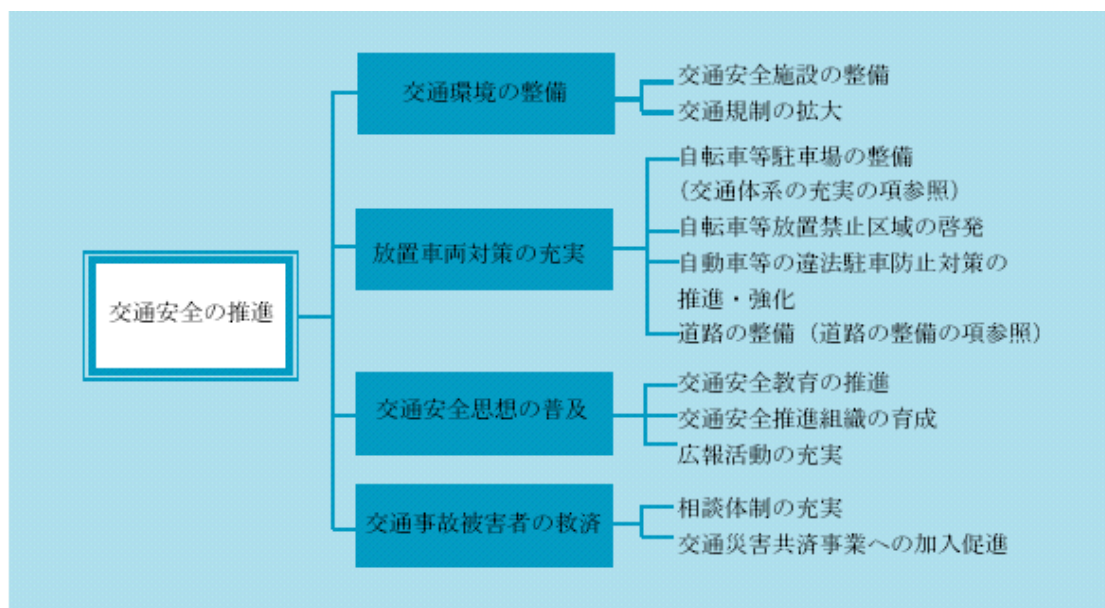 交通安全の推進
交通環境の整備
交通安全施設の整備
交通規制の拡大
放置車両対策の充実
自転車等駐車場の整備
(交通体系の充実の項参照)
自転車等放置禁止区域の啓発
自動車等の違法駐車防止対策の
推進・強化
道路の整備(道路の整備の項参照)
交通安全思想の普及
交通安全教育の推進
交通安全推進組織の育成
広報活動の充実
交通事故被害者の救済
相談体制の充実
交通災害共済事業への加入促進